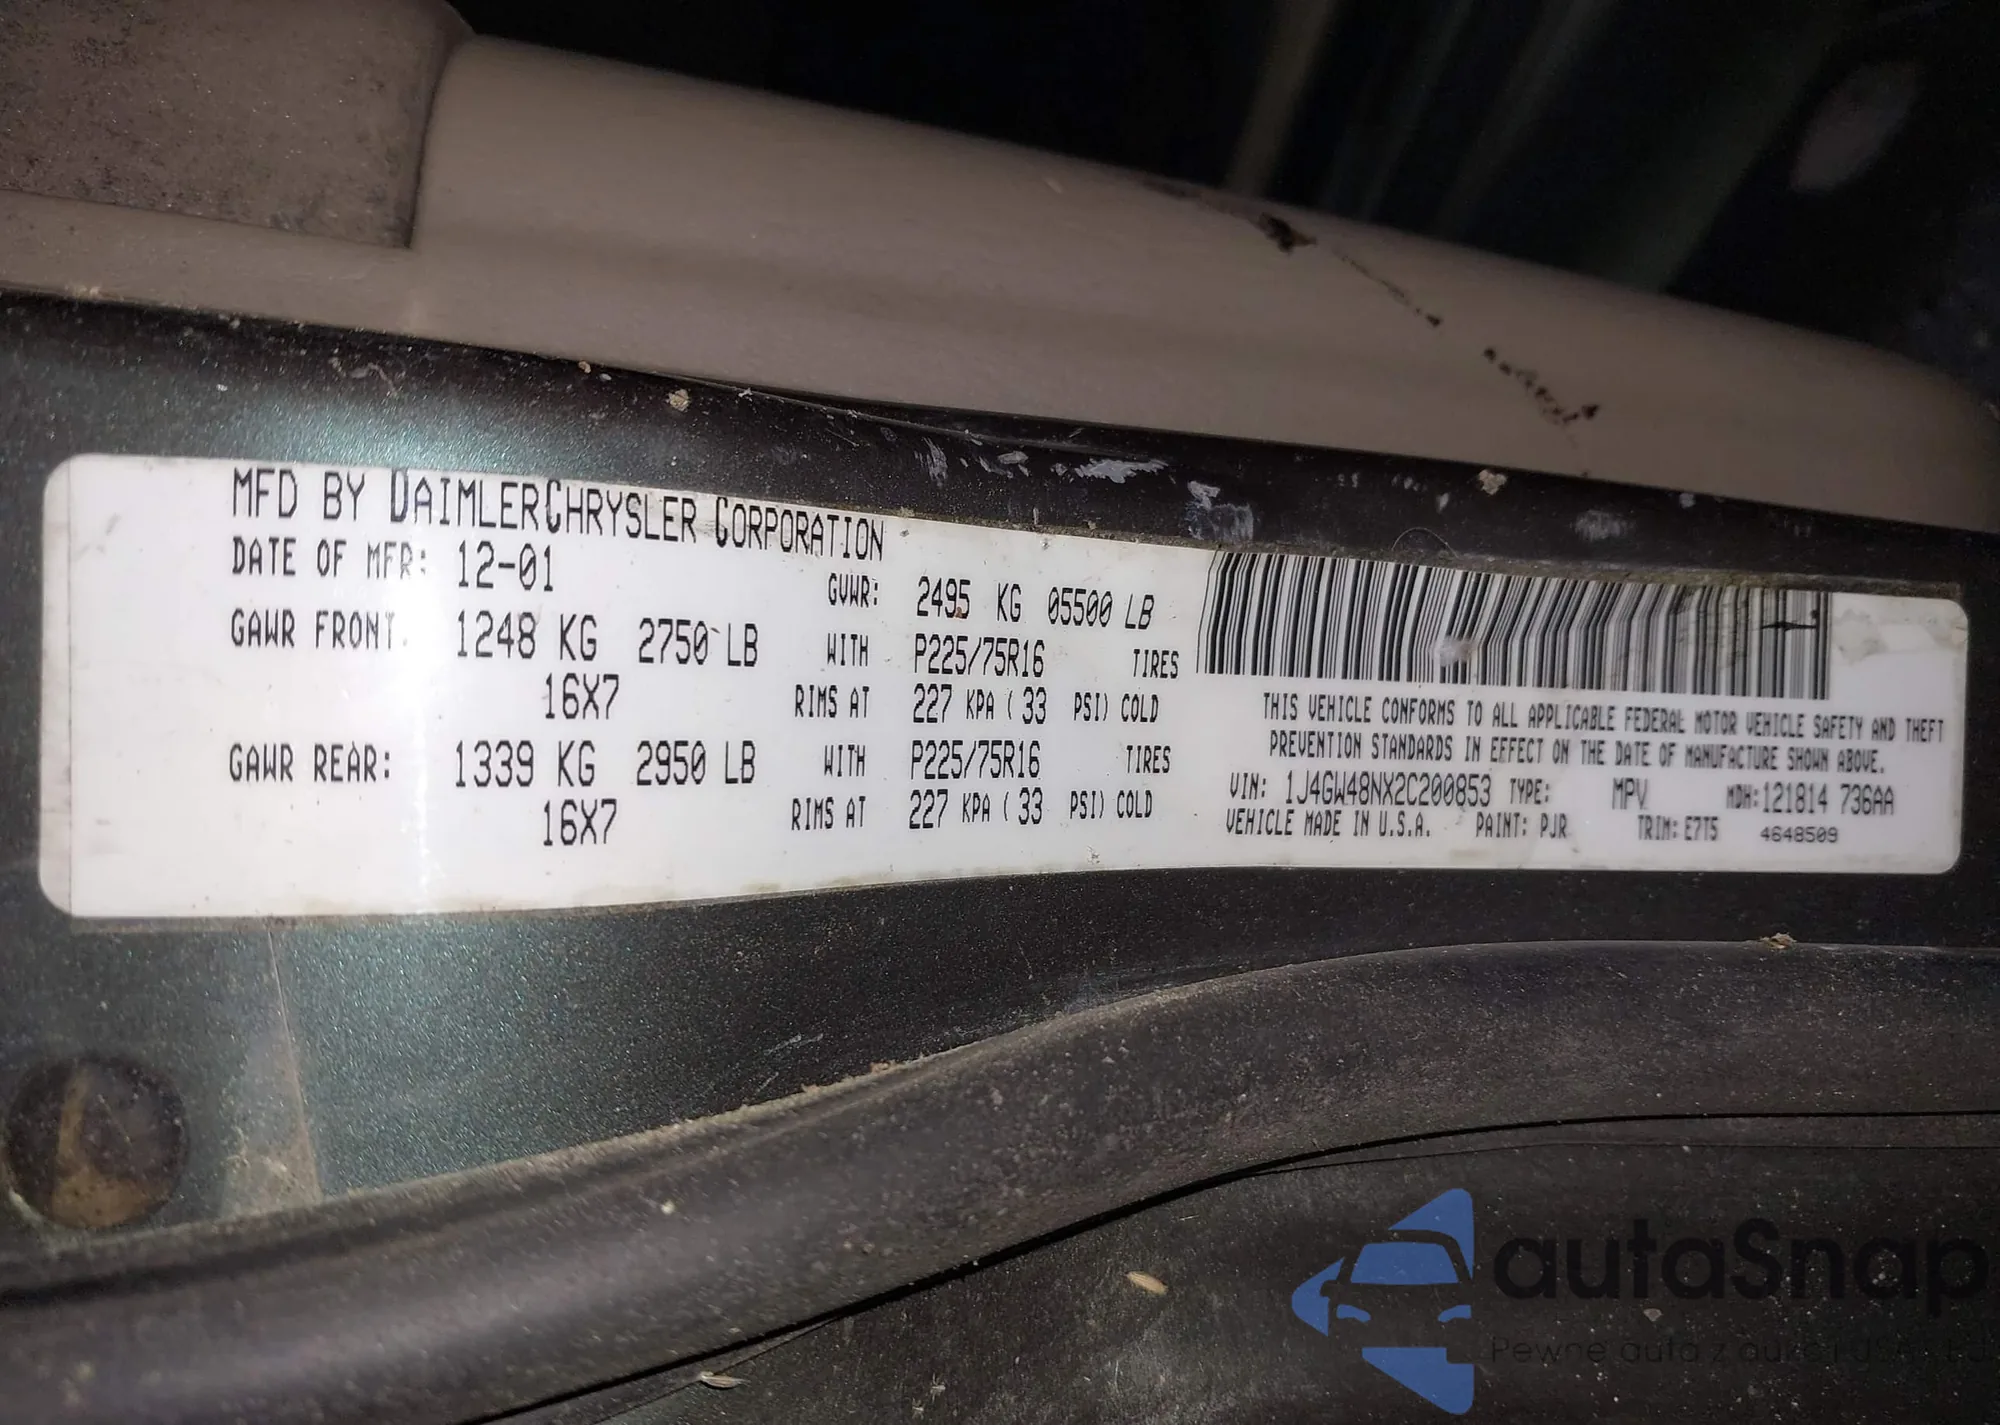 MFD BY DAIMLERCHRYSLER CORPORATION
DATE OF MFR: 12-01
GVWR: 2495 KG 05500 LB
GAWR FRONT: 1248 KG 2750 LB WITH P225/75R16 TIRES
16X7 RIMS AT 227 KPA ( 33 PSI) COLD
GAWR REAR: 1339 KG 2950 LB WITH P225/75R16 TIRES
16X7 RIMS AT 227 KPA ( 33 PSI) COLD
THIS VEHICLE CONFORMS TO ALL APPLICABLE FEDERAL MOTOR VEHICLE SAFETY AND THEFT
PREVENTION STANDARDS IN EFFECT ON THE DATE OF MANUFACTURE SHOWN ABOVE.
VIN: 1J4GW48NX2C200853 TYPE: MPV MDH:121814 736AA
VEHICLE MADE IN U.S.A. PAINT: PJR TRIM: E7T5 4648509
autaSnap
Pewne auta z